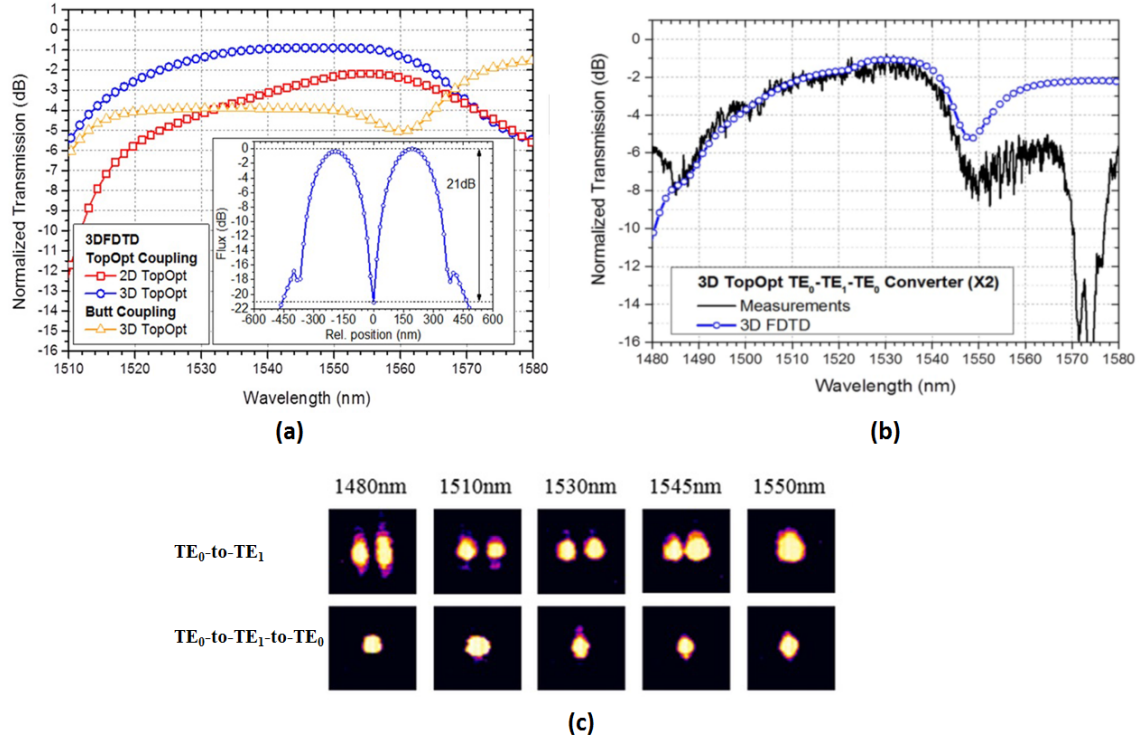 1
0
-1
-2
-3
-4
-5
-6
-7
-8
-9
-10
-11
-12
-13
-14
-15
-16
Normalized Transmission (dB)
1510 1520 1530 1540 1550 1560 1570 1580
Wavelength (nm)
3DFDTD
TopOpt Coupling
2D TopOpt
3D TopOpt
Butt Coupling
3D TopOpt
0
-2
-4
-6
-8
-10
-12
-14
-16
-18
-20
-22
Flux (dB)
21dB
-600 -450 -300 -150 0 150 300 450 600
Rel. position (nm)
(a)
0
-2
-4
-6
-8
-10
-12
-14
-16
Normalized Transmission (dB)
3D TopOpt TE0-TE1-TE0 Converter (X2)
Measurements
3D FDTD
1480 1490 1500 1510 1520 1530 1540 1550 1560 1570 1580
Wavelength (nm)
(b)
1480nm 1510nm 1530nm 1545nm 1550nm
TE0-to-TE1
TE0-to-TE1-to-TE0
(c)